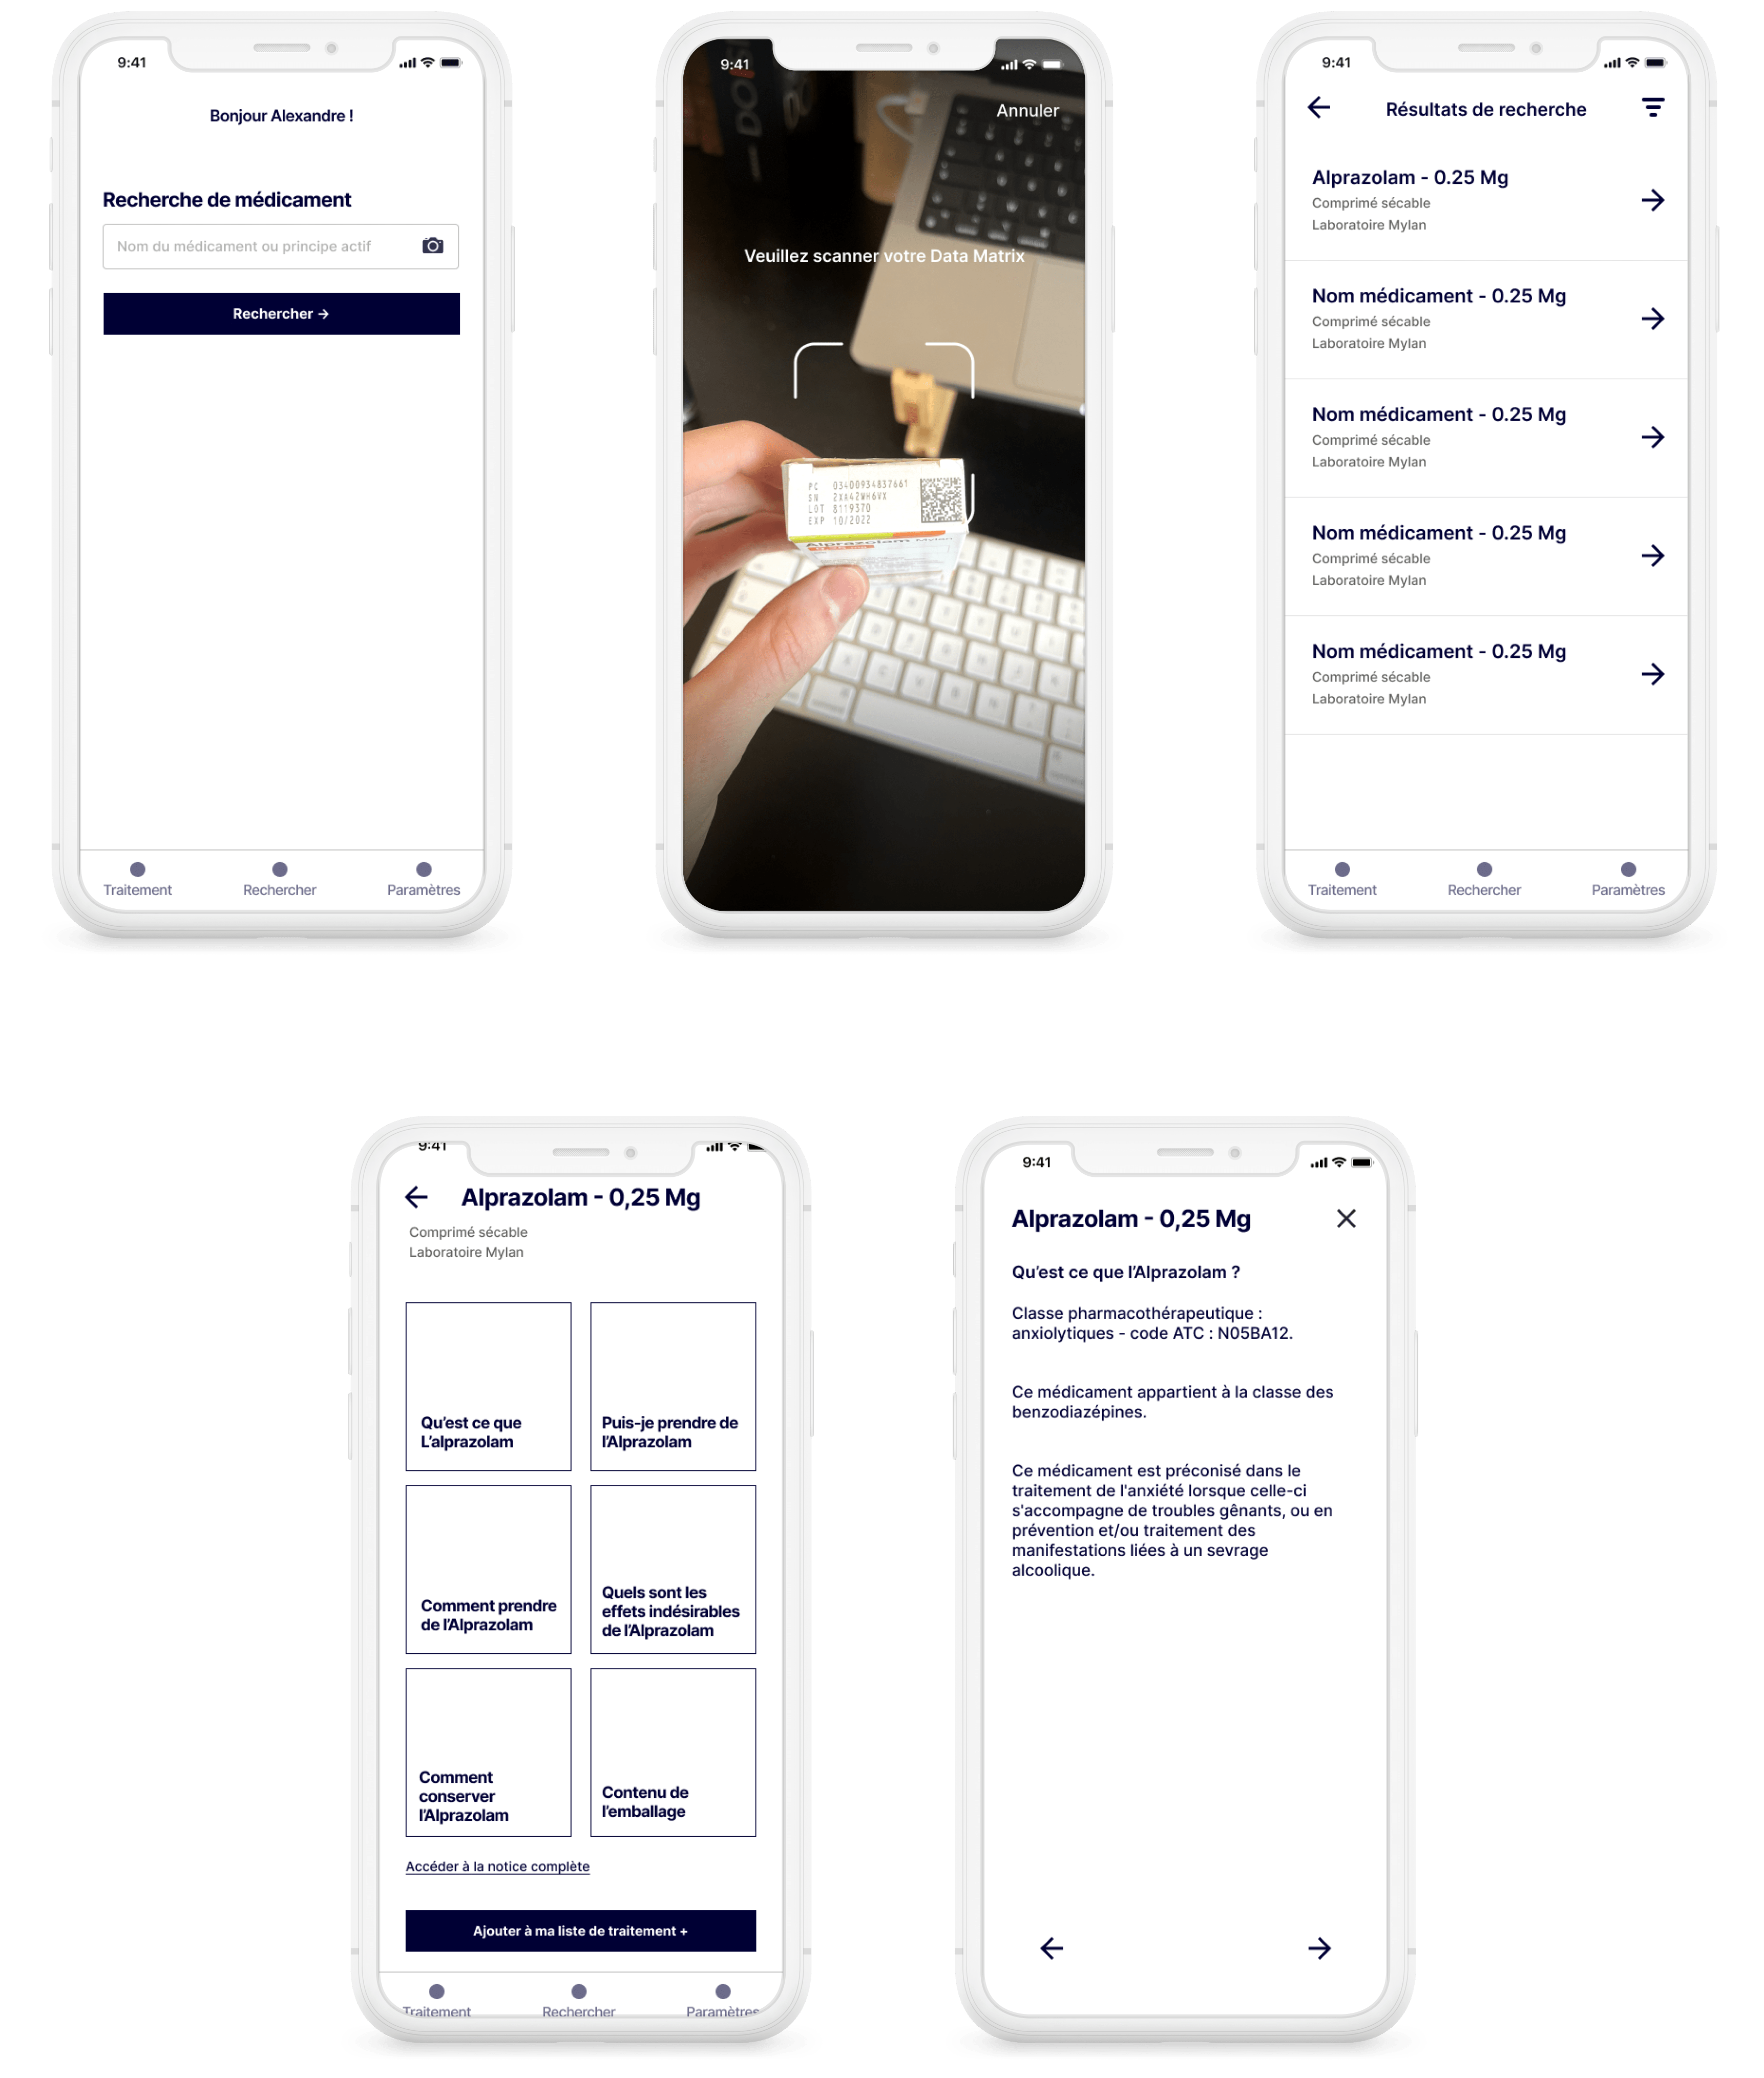 9:41
Bonjour Alexandre !
Recherche de médicament
Nom du médicament ou principe actif
Rechercher →
Traitement
Rechercher
Paramètres
9:41
Annuler
Veuillez scanner votre Data Matrix
PC 03400934837661
SN 2XA42WH6VX
LOT 8119370
EXP 10/2022
Alprazolam Mylan
9:41
Résultats de recherche
Alprazolam - 0.25 Mg
Comprimé sécable
Laboratoire Mylan
Nom médicament - 0.25 Mg
Comprimé sécable
Laboratoire Mylan
Nom médicament - 0.25 Mg
Comprimé sécable
Laboratoire Mylan
Nom médicament - 0.25 Mg
Comprimé sécable
Laboratoire Mylan
Nom médicament - 0.25 Mg
Comprimé sécable
Laboratoire Mylan
Traitement
Rechercher
Paramètres
9:41
Alprazolam - 0,25 Mg
Comprimé sécable
Laboratoire Mylan
Qu’est ce que
L’alprazolam
Puis-je prendre de
l’Alprazolam
Comment prendre
de l’Alprazolam
Quels sont les
effets indésirables
de l’Alprazolam
Comment
conserver
l’Alprazolam
Contenu de
l’emballage
Accéder à la notice complète
Ajouter à ma liste de traitement +
Traitement
Rechercher
Paramètres
9:41
Alprazolam - 0,25 Mg
Qu’est ce que l’Alprazolam ?
Classe pharmacothérapeutique :
anxiolytiques - code ATC : N05BA12.
Ce médicament appartient à la classe des
benzodiazépines.
Ce médicament est préconisé dans le
traitement de l'anxiété lorsque celle-ci
s'accompagne de troubles gênants, ou en
prévention et/ou traitement des
manifestations liées à un sevrage
alcoolique.